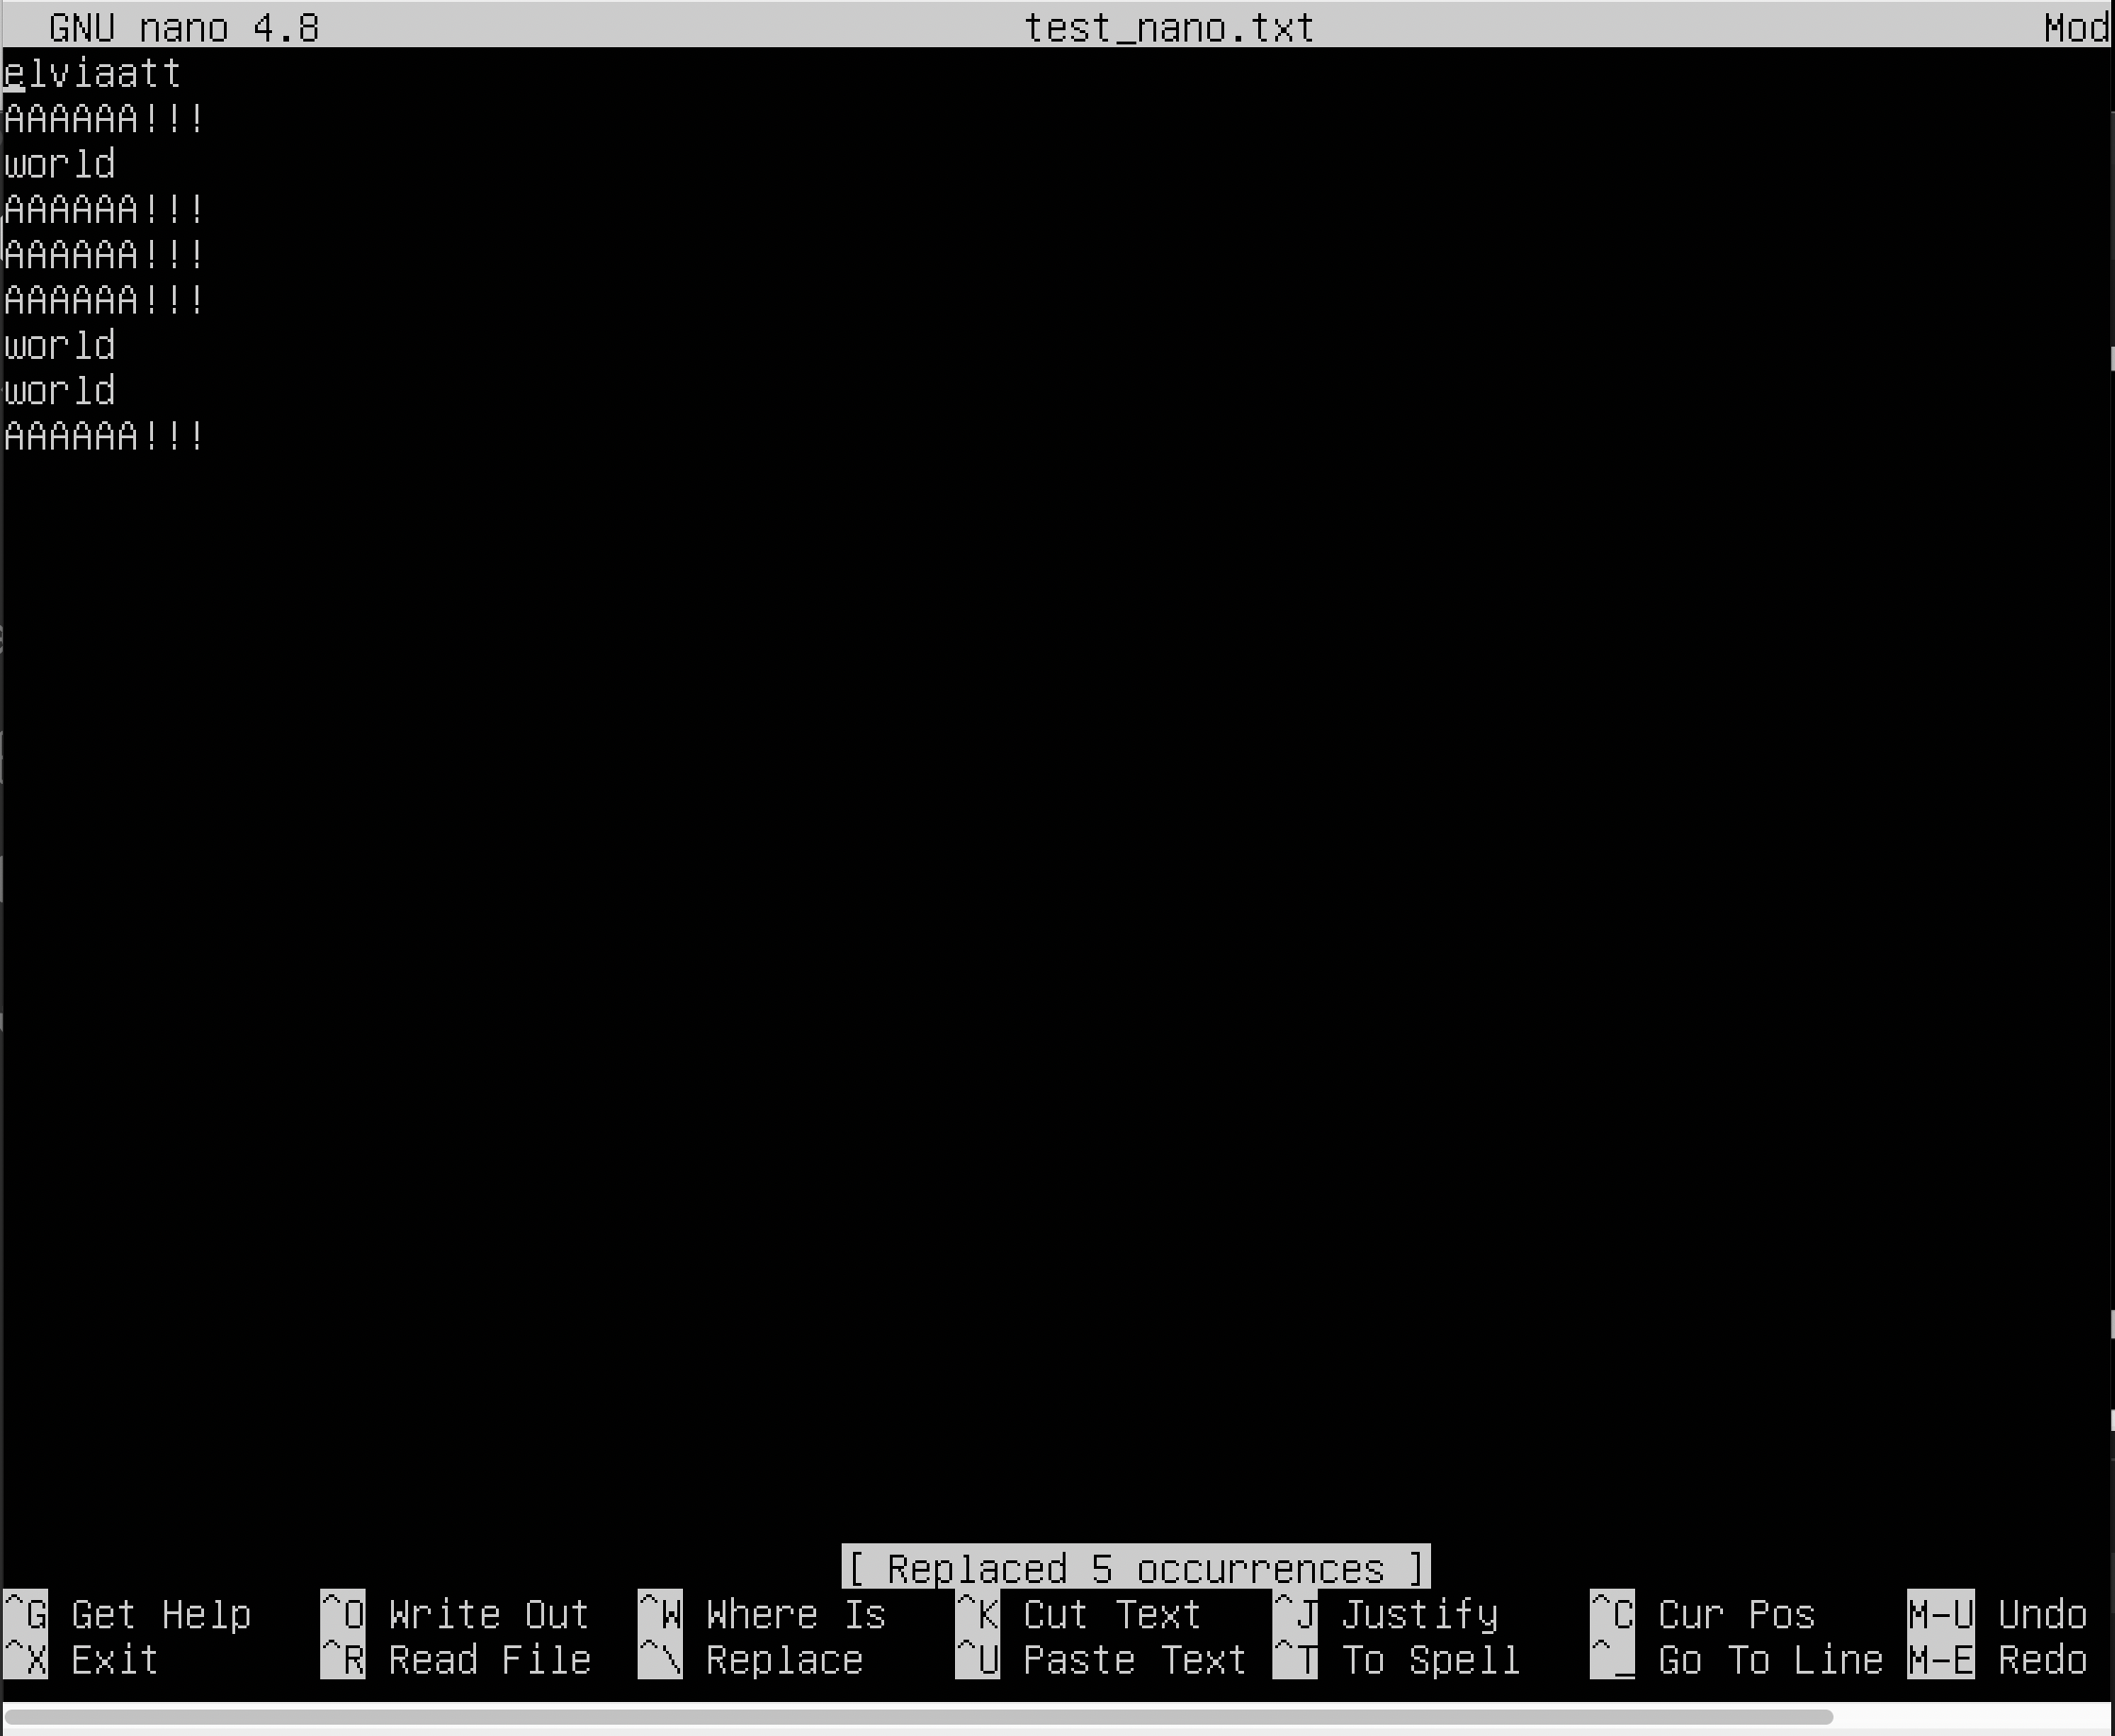 GNU nano 4.8 test_nano.txt Mod
elviaatt
AAAAAA!!!
world
AAAAAA!!!
AAAAAA!!!
AAAAAA!!!
world
world
AAAAAA!!!
[ Replaced 5 occurrences ]
^G Get Help ^O Write Out ^W Where Is ^K Cut Text ^J Justify ^C Cur Pos M-U Undo
^X Exit ^R Read File ^\ Replace ^U Paste Text ^T To Spell ^_ Go To Line M-E Redo